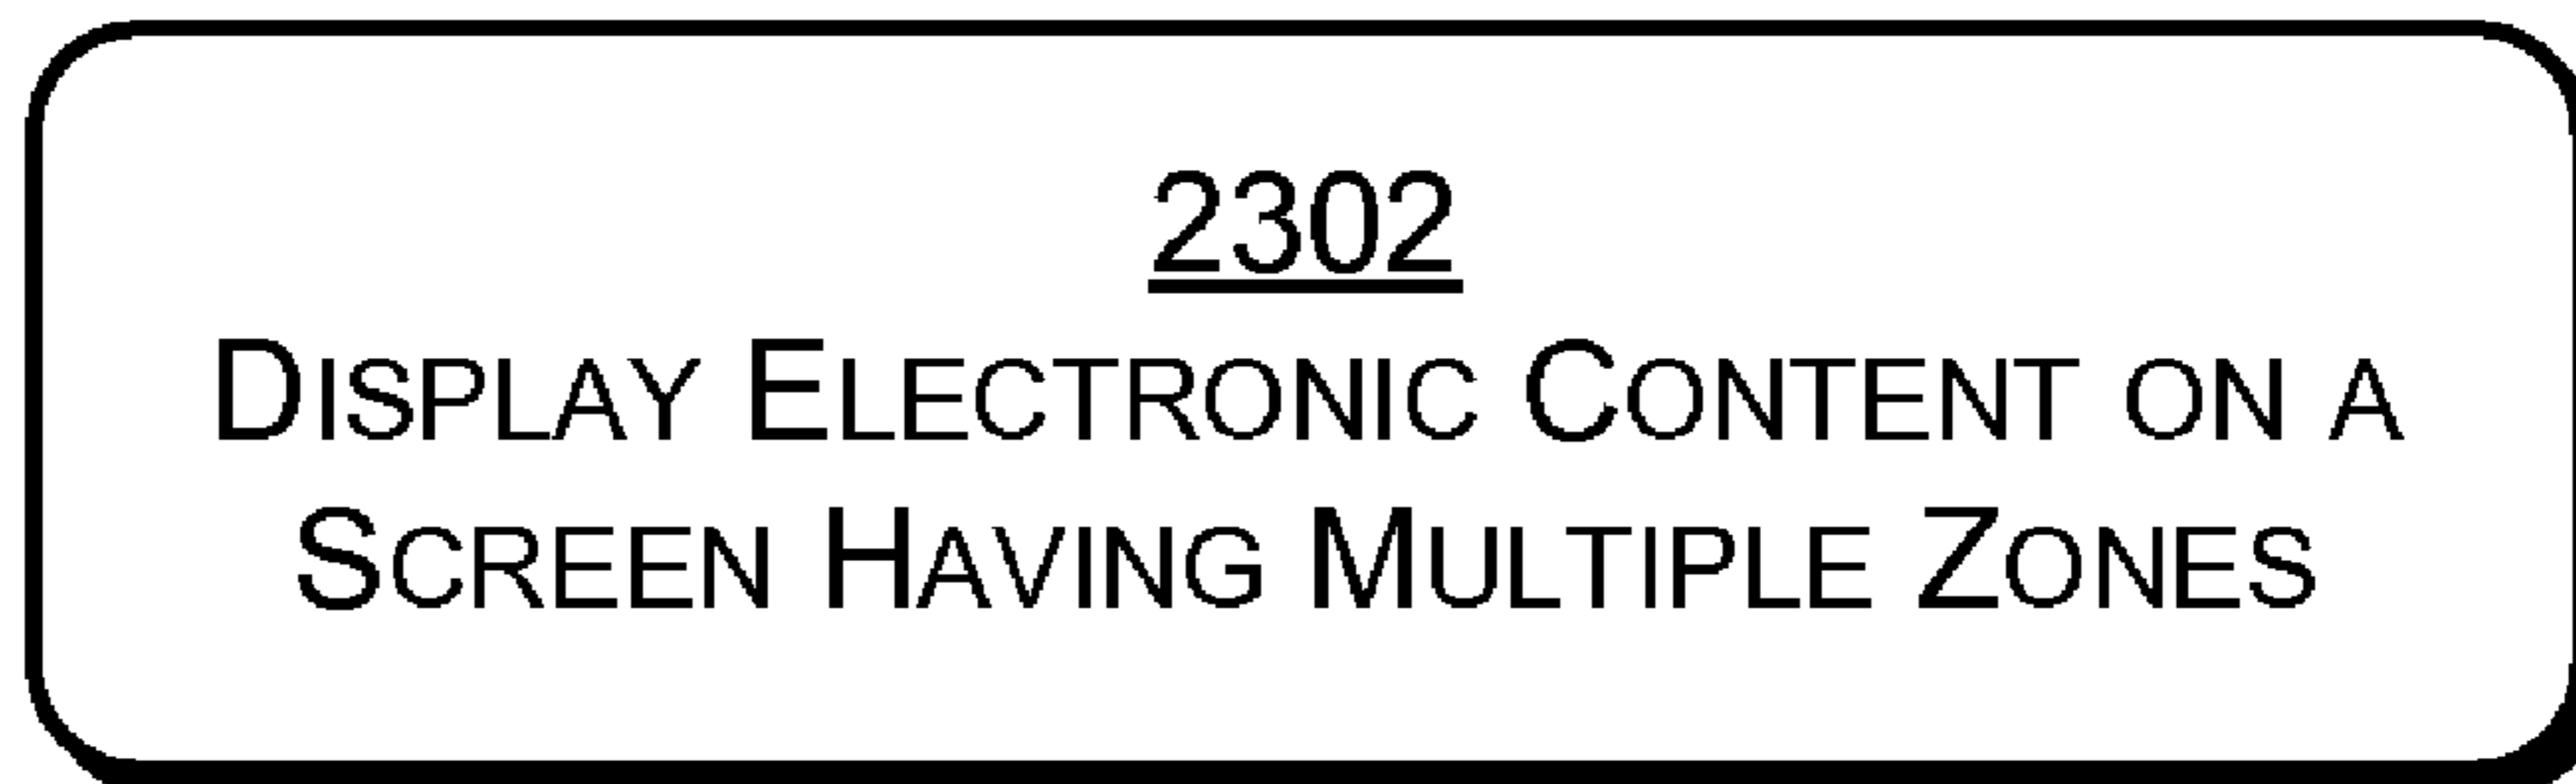 2302
DISPLAY ELECTRONIC CONTENT ON A
SCREEN HAVING MULTIPLE ZONES